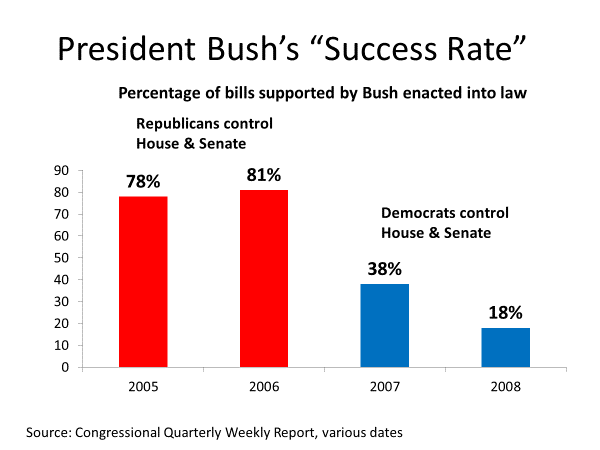 President Bush's “Success Rate”
Percentage of bills supported by Bush enacted into law
Republicans control
House & Senate
90
80
70
60
50
40
30
20
10
0
78%
81%
Democrats control
House & Senate
38%
18%
2005
2006
2007
2008
Source: Congressional Quarterly Weekly Report, various dates